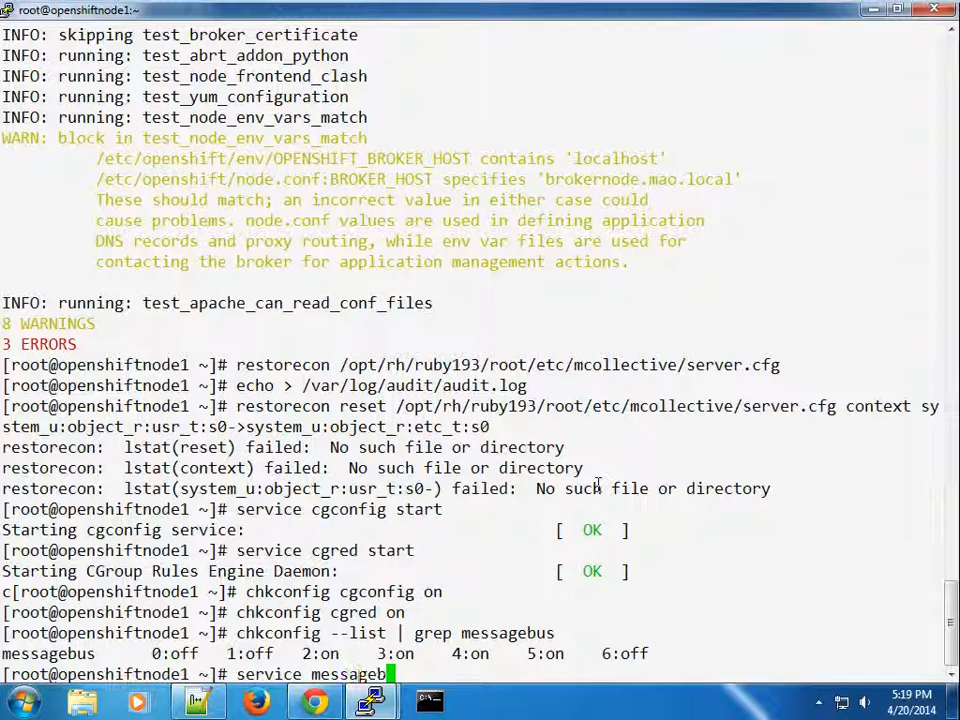 root@openshiftnode1:~
INFO: skipping test_broker_certificate
INFO: running: test_abrt_addon_python
INFO: running: test_node_frontend_clash
INFO: running: test_yum_configuration
INFO: running: test_node_env_vars_match
WARN: block in test_node_env_vars_match
/etc/openshift/env/OPENSHIFT_BROKER_HOST contains 'localhost'
/etc/openshift/node.conf:BROKER_HOST specifies 'brokernode.mao.local'
These should match; an incorrect value in either case could
cause problems. node.conf values are used in defining application
DNS records and proxy routing, while env var files are used for
contacting the broker for application management actions.
INFO: running: test_apache_can_read_conf_files
8 WARNINGS
3 ERRORS
[root@openshiftnode1 ~]# restorecon /opt/rh/ruby193/root/etc/mcollective/server.cfg
[root@openshiftnode1 ~]# echo > /var/log/audit/audit.log
[root@openshiftnode1 ~]# restorecon reset /opt/rh/ruby193/root/etc/mcollective/server.cfg context sy
stem_u:object_r:usr_t:s0->system_u:object_r:etc_t:s0
restorecon:  lstat(reset) failed:  No such file or directory
restorecon:  lstat(context) failed:  No such file or directory
restorecon:  lstat(system_u:object_r:usr_t:s0-) failed:  No such file or directory
[root@openshiftnode1 ~]# service cgconfig start
Starting cgconfig service:                                  [  OK  ]
[root@openshiftnode1 ~]# service cgred start
Starting CGroup Rules Engine Daemon:                        [  OK  ]
c[root@openshiftnode1 ~]# chkconfig cgconfig on
[root@openshiftnode1 ~]# chkconfig cgred on
[root@openshiftnode1 ~]# chkconfig --list | grep messagebus
messagebus      0:off   1:off   2:on    3:on    4:on    5:on    6:off
[root@openshiftnode1 ~]# service messageb
5:19 PM
4/20/2014